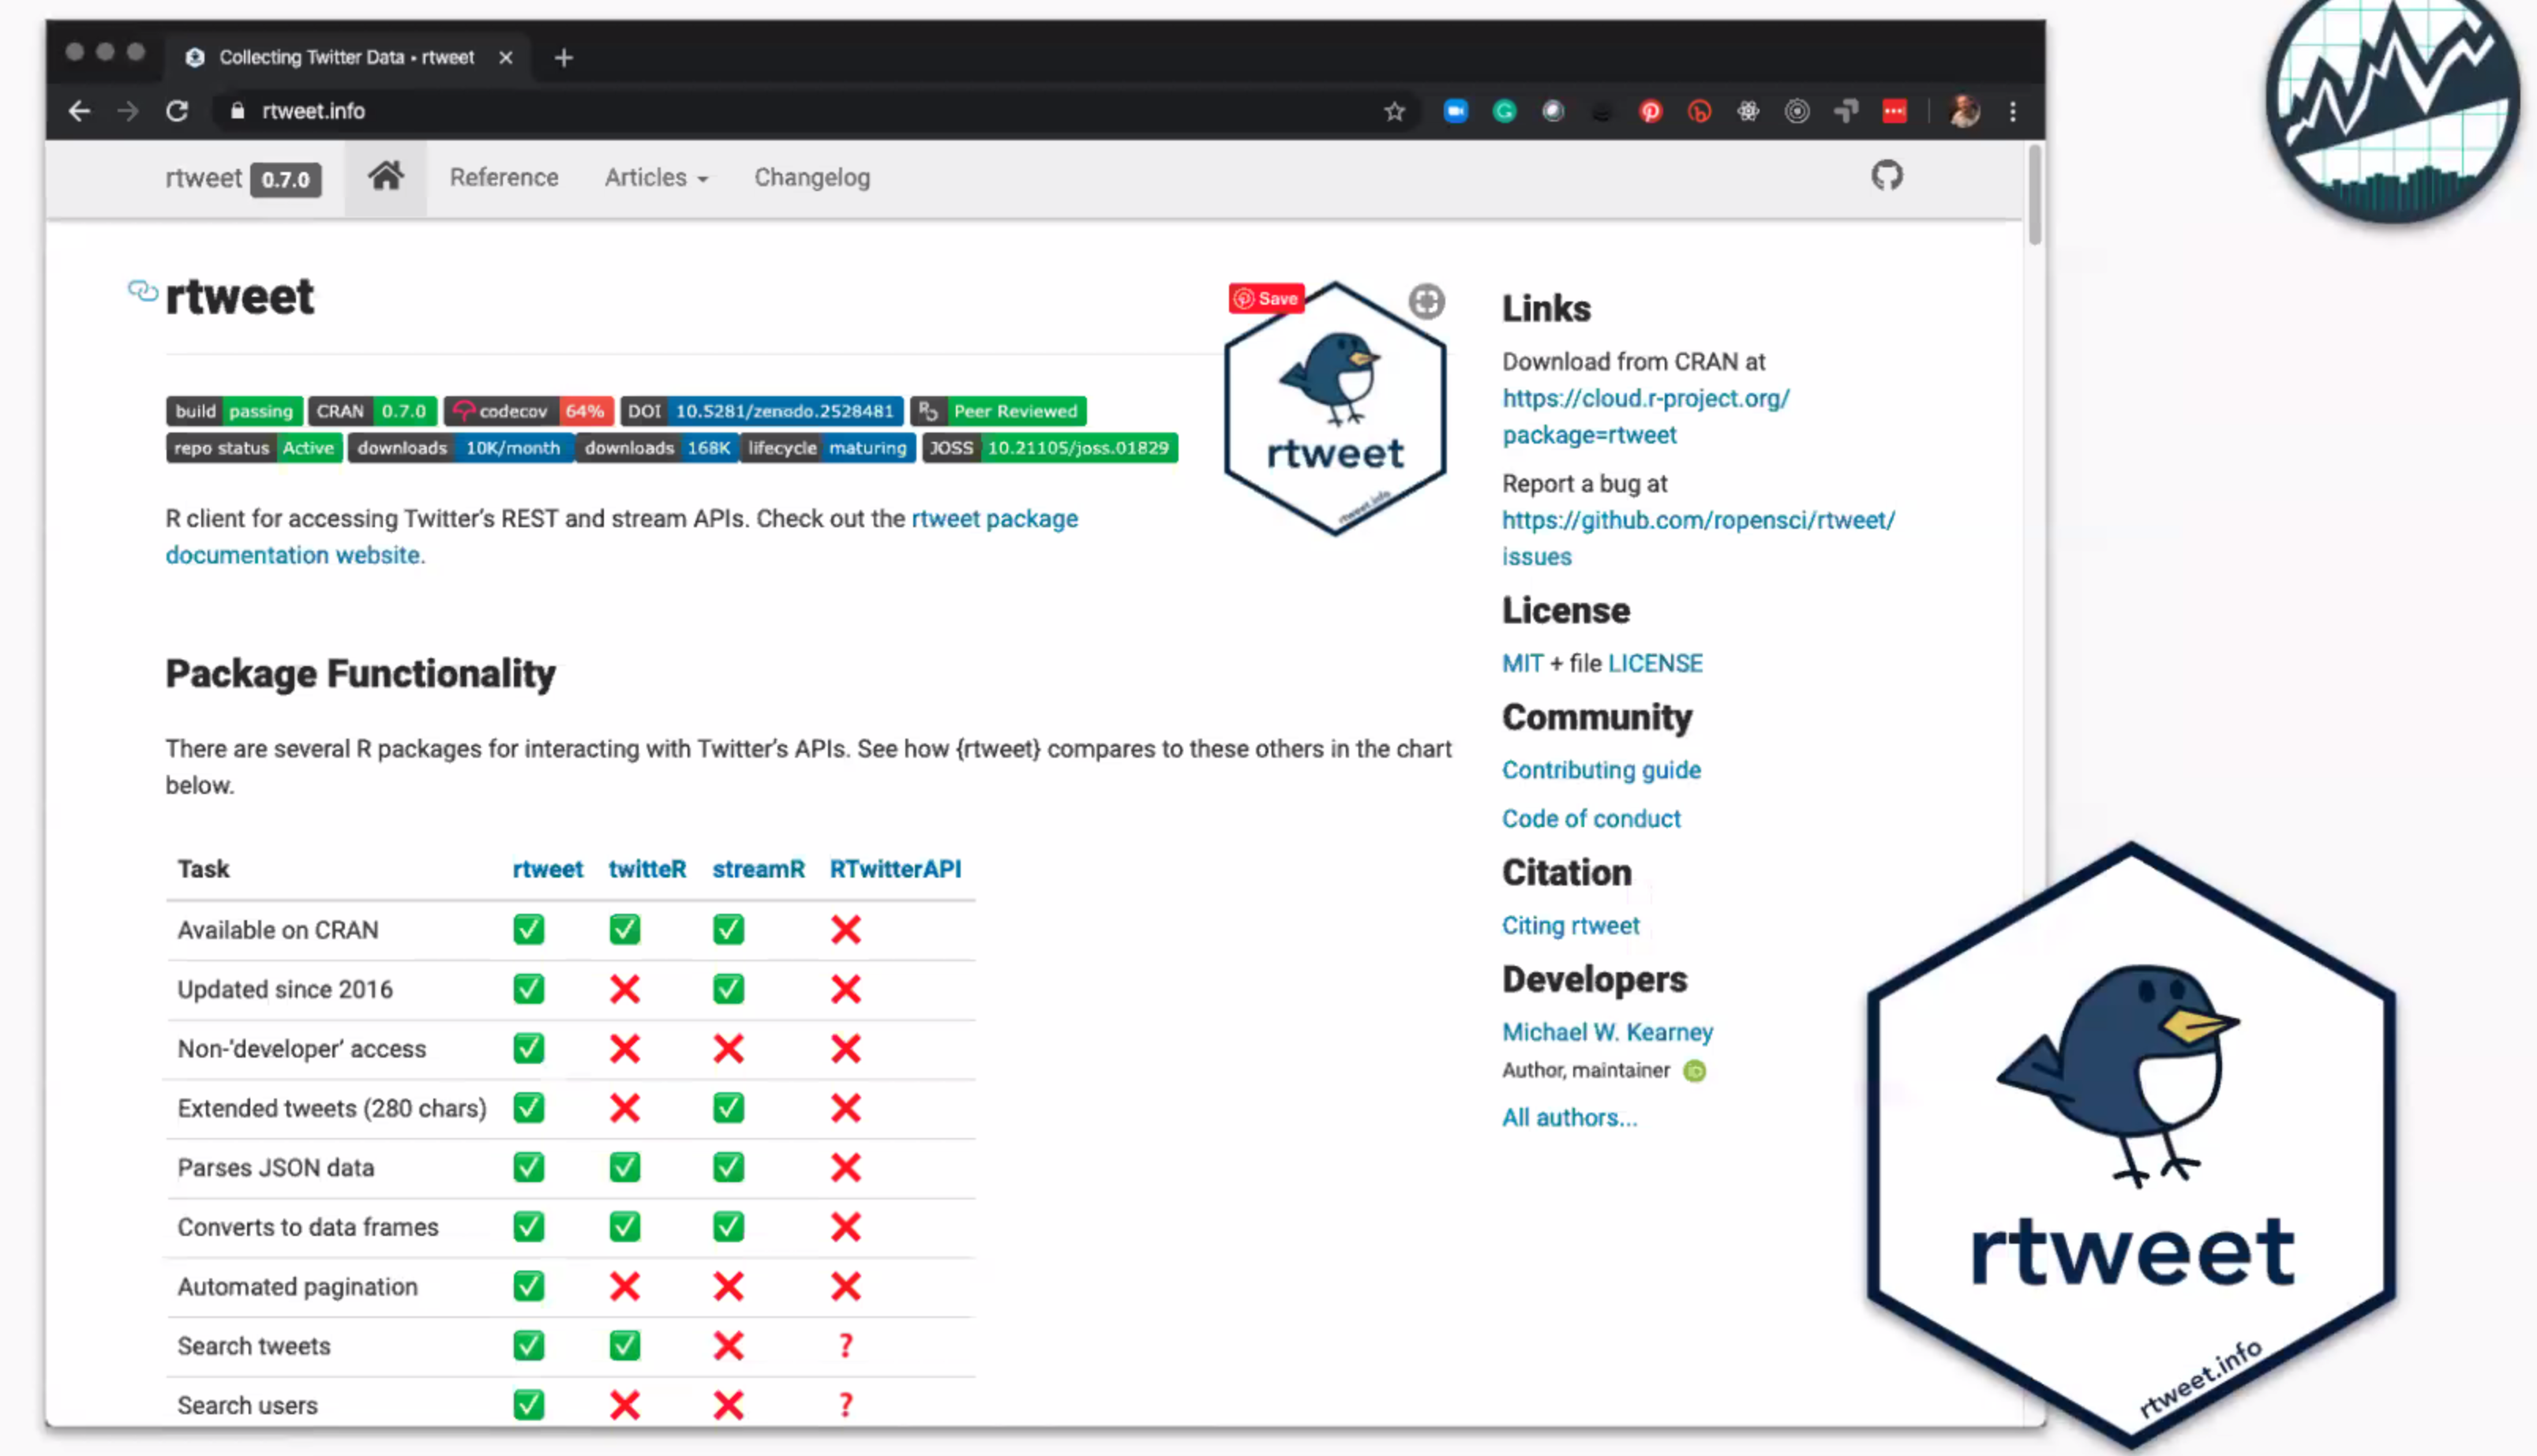 Collecting Twitter Data • rtweet
rtweet.info
rtweet 0.7.0 Reference Articles Changelog
rtweet
build passing CRAN 0.7.0 codecov 64% DOI 10.5281/zenodo.2528481 Peer Reviewed
repo status Active downloads 10K/month downloads 168K lifecycle maturing JOSS 10.21105/joss.01829
R client for accessing Twitter's REST and stream APIs. Check out the rtweet package
documentation website.
Save
rtweet
rtweet.info
Package Functionality
There are several R packages for interacting with Twitter's APIs. See how {rtweet} compares to these others in the chart
below.
Task rtweet twitteR streamR RTwitterAPI
Available on CRAN ✅ ✅ ✅ ❌
Updated since 2016 ✅ ❌ ✅ ❌
Non-'developer' access ✅ ❌ ❌ ❌
Extended tweets (280 chars) ✅ ❌ ✅ ❌
Parses JSON data ✅ ✅ ✅ ❌
Converts to data frames ✅ ✅ ✅ ❌
Automated pagination ✅ ❌ ❌ ❌
Search tweets ✅ ✅ ❌ ?
Search users ✅ ❌ ❌ ?
Links
Download from CRAN at
https://cloud.r-project.org/
package=rtweet
Report a bug at
https://github.com/ropensci/rtweet/
issues
License
MIT + file LICENSE
Community
Contributing guide
Code of conduct
Citation
Citing rtweet
Developers
Michael W. Kearney
Author, maintainer iD
All authors...
rtweet
rtweet.info